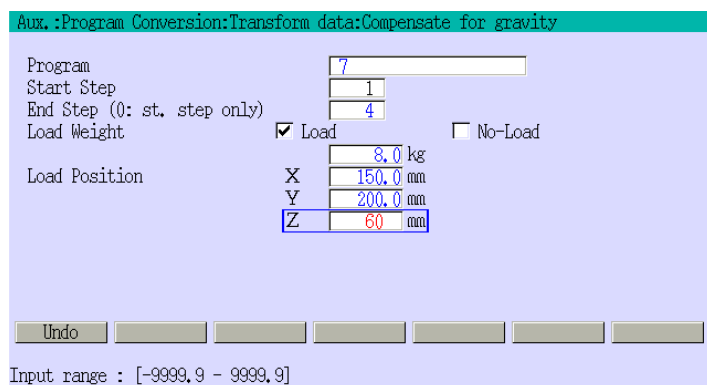 Aux.:Program Conversion:Transform data:Compensate for gravity
Program 7
Start Step 1
End Step (0: st. step only) 4
Load Weight Load No-Load
8.0 kg
Load Position X 150.0 mm
Y 200.0 mm
Z 60 mm
Undo
Input range : [-9999.9 - 9999.9]